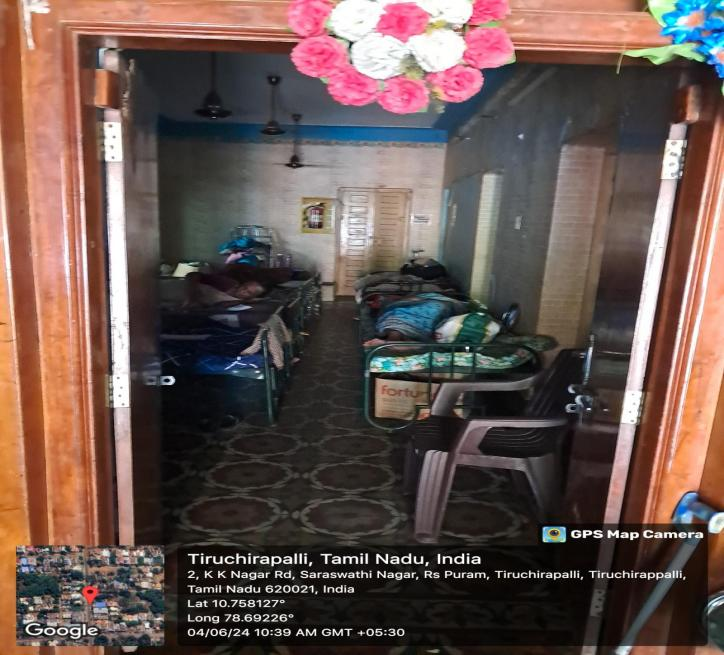 fortu
GPS Map Camera
Tiruchirapalli, Tamil Nadu, India
2, K K Nagar Rd, Saraswathi Nagar, Rs Puram, Tiruchirapalli, Tiruchirappalli,
Tamil Nadu 620021, India
Lat 10.758127°
Long 78.69226°
04/06/24 10:39 AM GMT +05:30
Google